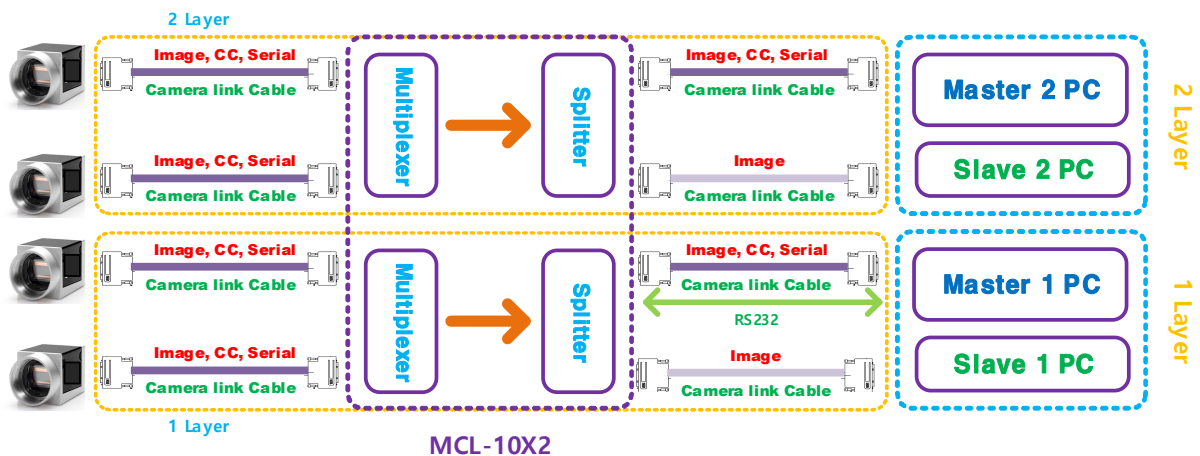 2 Layer
Image, CC, Serial
Camera link Cable
Image, CC, Serial
Camera link Cable
Multiplexer
Splitter
Image, CC, Serial
Camera link Cable
Image
Camera link Cable
Master 2 PC
Slave 2 PC
2 Layer
Image, CC, Serial
Camera link Cable
Image, CC, Serial
Camera link Cable
Multiplexer
Splitter
Image, CC, Serial
Camera link Cable
RS232
Image
Camera link Cable
Master 1 PC
Slave 1 PC
1 Layer
1 Layer
MCL-10X2